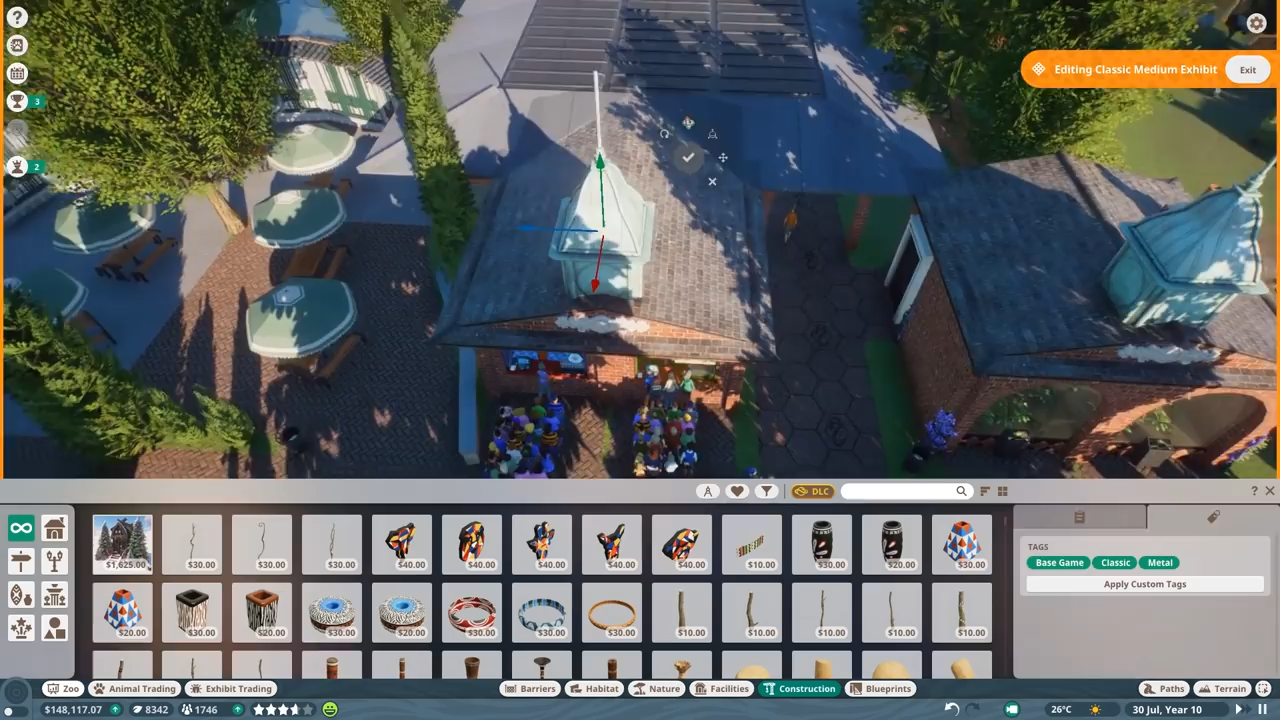 ?
Editing Classic Medium Exhibit
Exit
3
2
DLC
? 
$1,625.00 $30.00 $30.00 $30.00 $40.00 $40.00 $40.00 $40.00 $40.00 $10.00 $30.00 $20.00 $30.00
TAGS
Base Game Classic Metal
Apply Custom Tags
$20.00 $30.00 $20.00 $30.00 $20.00 $30.00 $30.00 $30.00 $10.00 $10.00 $10.00 $10.00 $10.00
Zoo Animal Trading Exhibit Trading Barriers Habitat Nature Facilities Construction Blueprints Paths Terrain
$148,117.07 8342 1746 26°C 30 Jul, Year 10